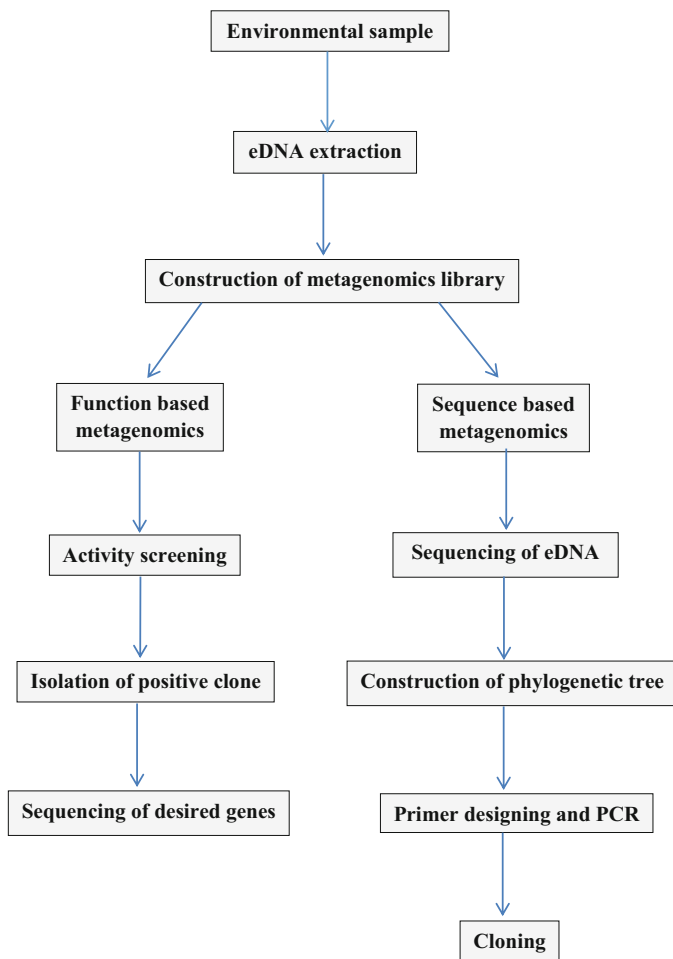 Environmental sample
eDNA extraction
Construction of metagenomics library
Function based
metagenomics
Activity screening
Isolation of positive clone
Sequencing of desired genes
Sequence based
metagenomics
Sequencing of eDNA
Construction of phylogenetic tree
Primer designing and PCR
Cloning